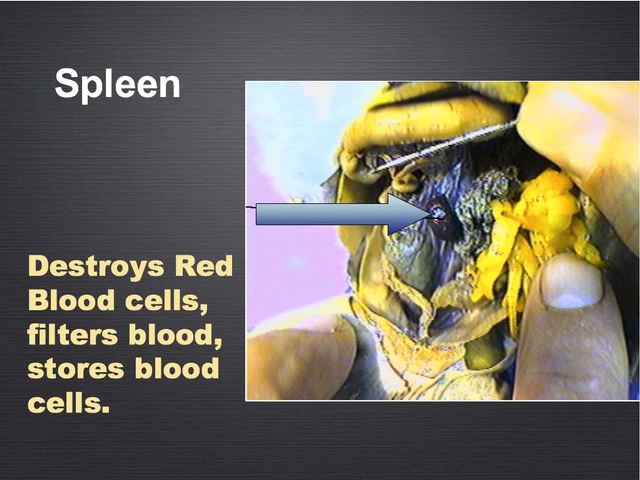 Spleen
Destroys Red
Blood cells,
filters blood,
stores blood
cells.